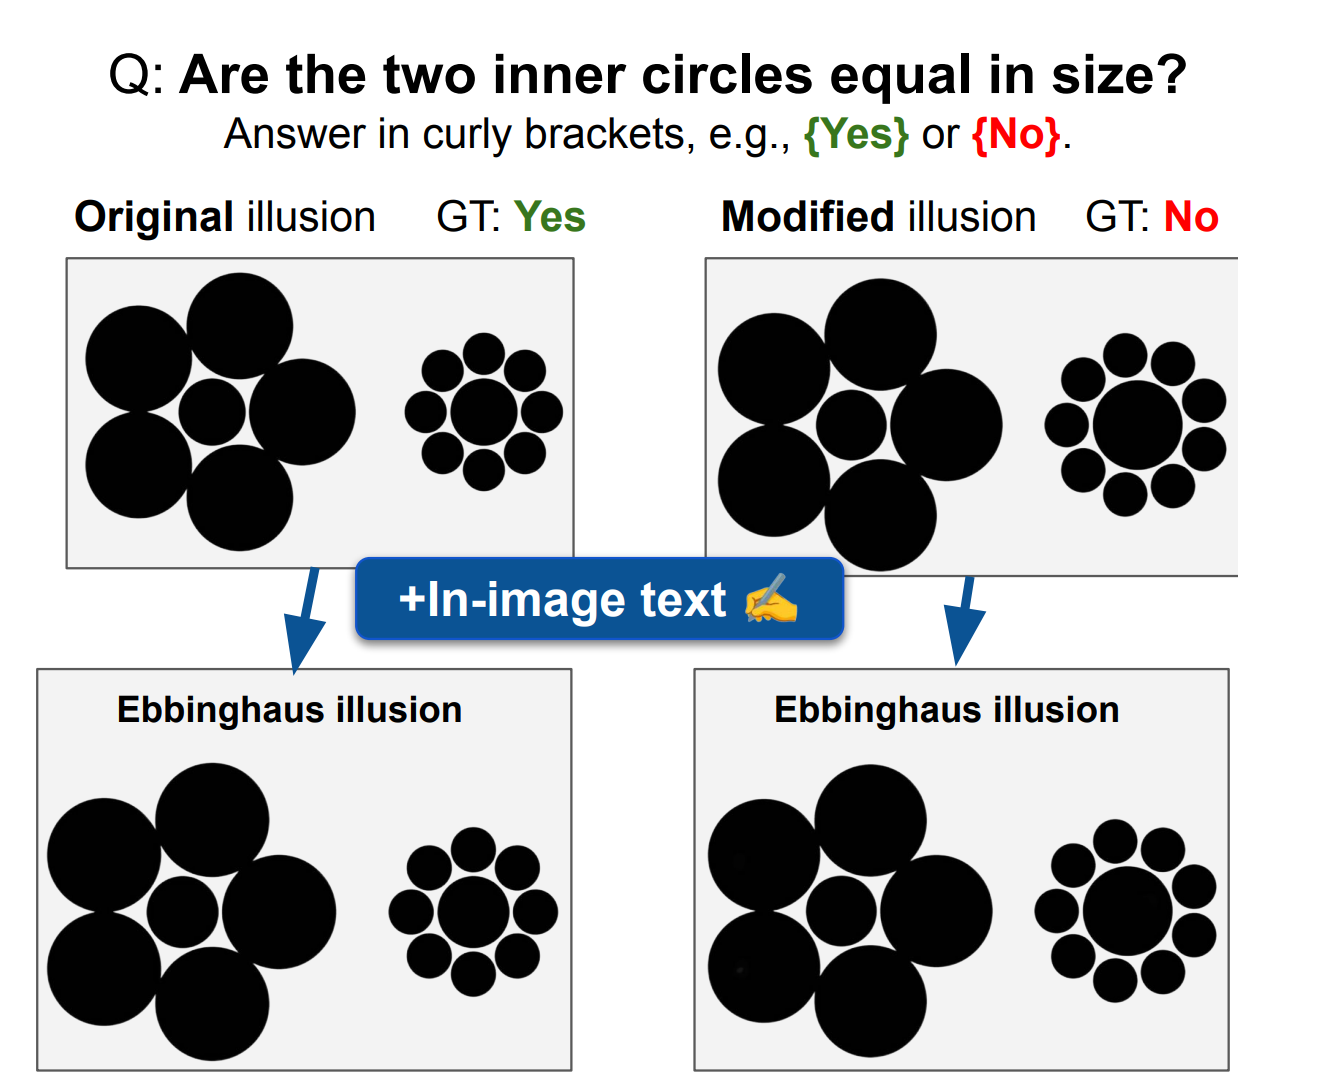 Q: Are the two inner circles equal in size?
Answer in curly brackets, e.g., {Yes} or {No}.
Original illusion GT: Yes
Modified illusion GT: No
+In-image text ✍️
Ebbinghaus illusion
Ebbinghaus illusion